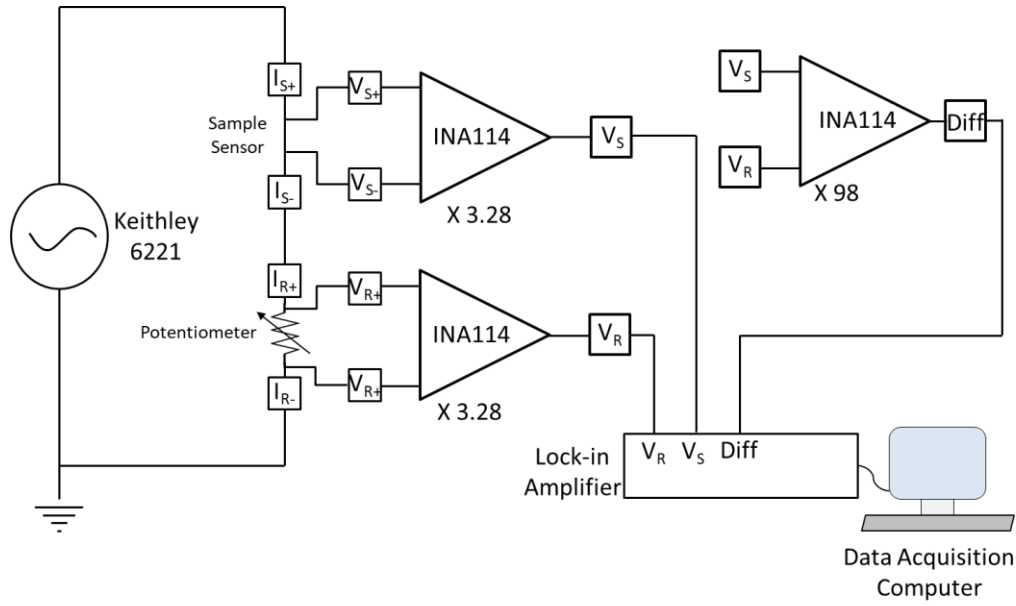 I_S+
Sample
Sensor
I_S-
Keithley
6221
I_R+
Potentiometer
I_R-
V_S+
V_S-
INA114
X 3.28
V_S
V_R+
V_R+
INA114
X 3.28
V_R
V_S
V_R
INA114
X 98
Diff
V_R V_S Diff
Lock-in
Amplifier
Data Acquisition
Computer